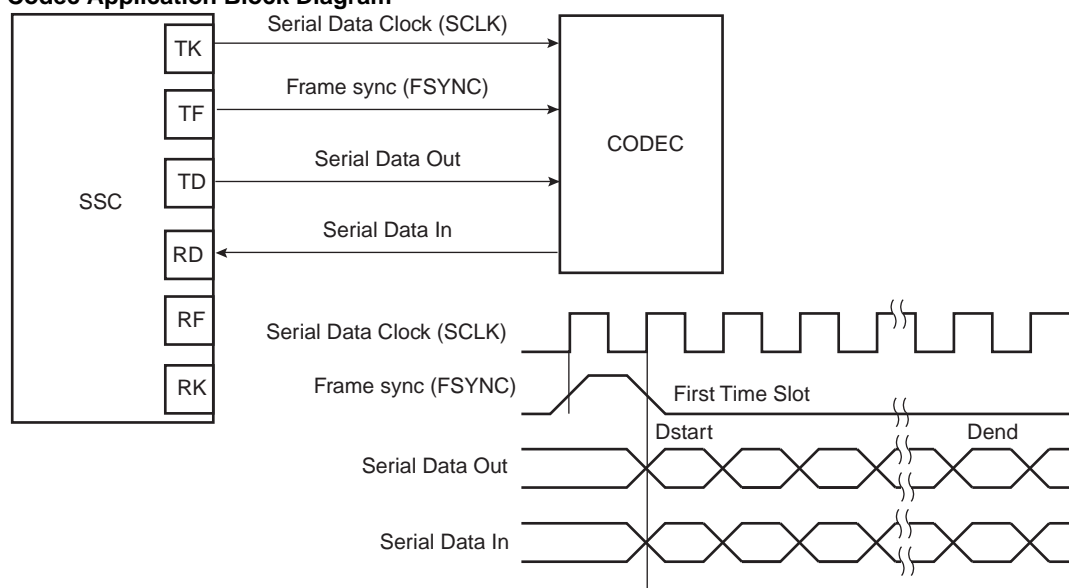 Codec Application Block Diagram
SSC
TK
TF
TD
RD
RF
RK
Serial Data Clock (SCLK)
Frame sync (FSYNC)
Serial Data Out
Serial Data In
CODEC
Serial Data Clock (SCLK)
Frame sync (FSYNC)
First Time Slot
Dstart
Dend
Serial Data Out
Serial Data In